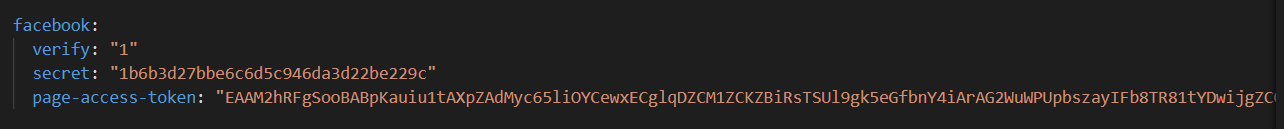 facebook:
verify: "1"
secret: "1b6b3d27bbe6c6d5c946da3d22be229c"
page-access-token: "EAAM2hRFgSooBABpKauiu1tAXpZAdMyc65liOYCewxECglqDZCM1ZCKZBiRsTSUl9gk5eGfbnY4iArAG2WuWPUpbszayIFb8TR81tYDwijgZC